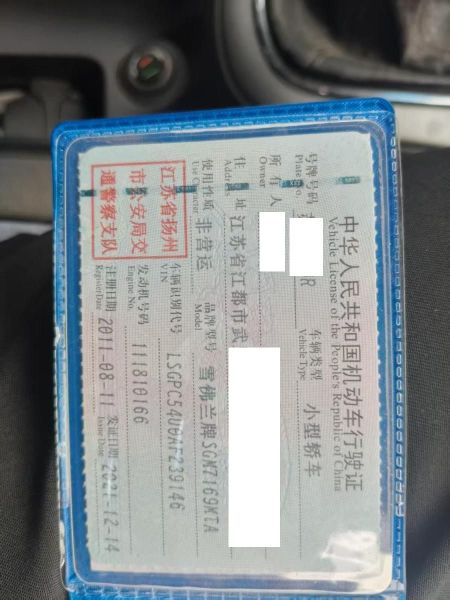 中华人民共和国机动车行驶证
Vehicle License of the People's Republic of China
号牌号码 R 车辆类型 小型轿车
Plate No. Vehicle Type
所有人
Owner
住址 江苏省江都市武
Address
使用性质 非营运 品牌型号 雪佛兰牌SGM7169MTA
Use Character Model
江苏省扬州
市公安局交
通警察支队
车辆识别代号 LSGPC54U0AF239146
VIN
发动机号码 111810166
Engine No.
注册日期 2011-08-11 发证日期 2021-12-14
Register Date Issue Date